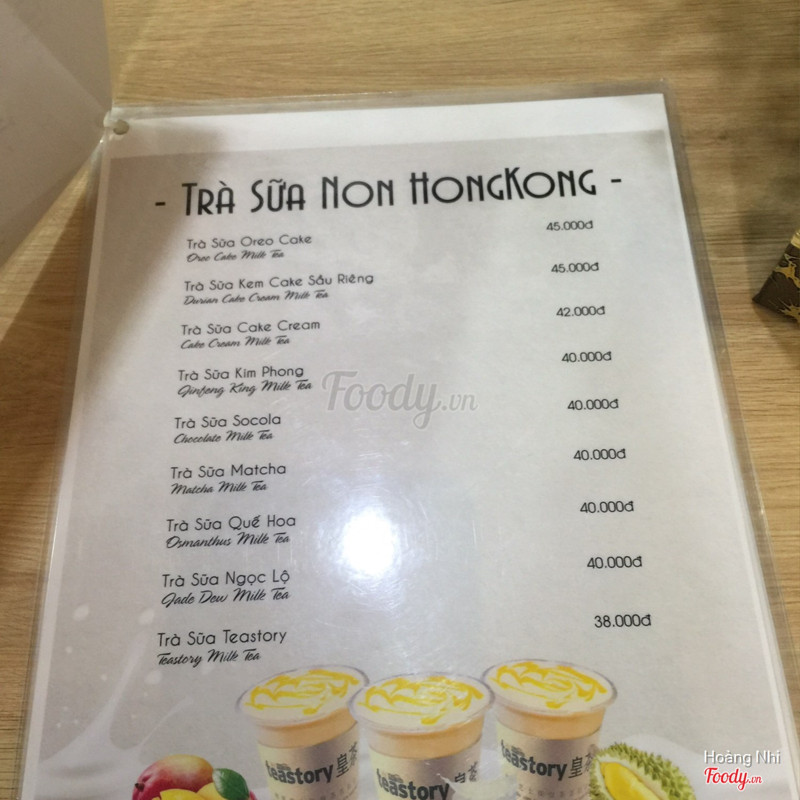 - TRÀ SỮA NON HONGKONG -
Trà Sữa Oreo Cake 45.000đ
Oreo Cake Milk Tea
Trà Sữa Kem Cake Sầu Riêng 45.000đ
Durian Cake Cream Milk Tea
Trà Sữa Cake Cream 42.000đ
Cake Cream Milk Tea
Trà Sữa Kim Phong 40.000đ
Jinfeng King Milk Tea
Foody.vn
Trà Sữa Socola 40.000đ
Chocolate Milk Tea
Trà Sữa Matcha 40.000đ
Matcha Milk Tea
Trà Sữa Quế Hoa 40.000đ
Osmanthus Milk Tea
Trà Sữa Ngọc Lộ 40.000đ
Jade Dew Milk Tea
Trà Sữa Teastory 38.000đ
Teastory Milk Tea
teastory 皇茶
teastory 皇
teastory 皇
Hoàng Nhi
Foody.vn